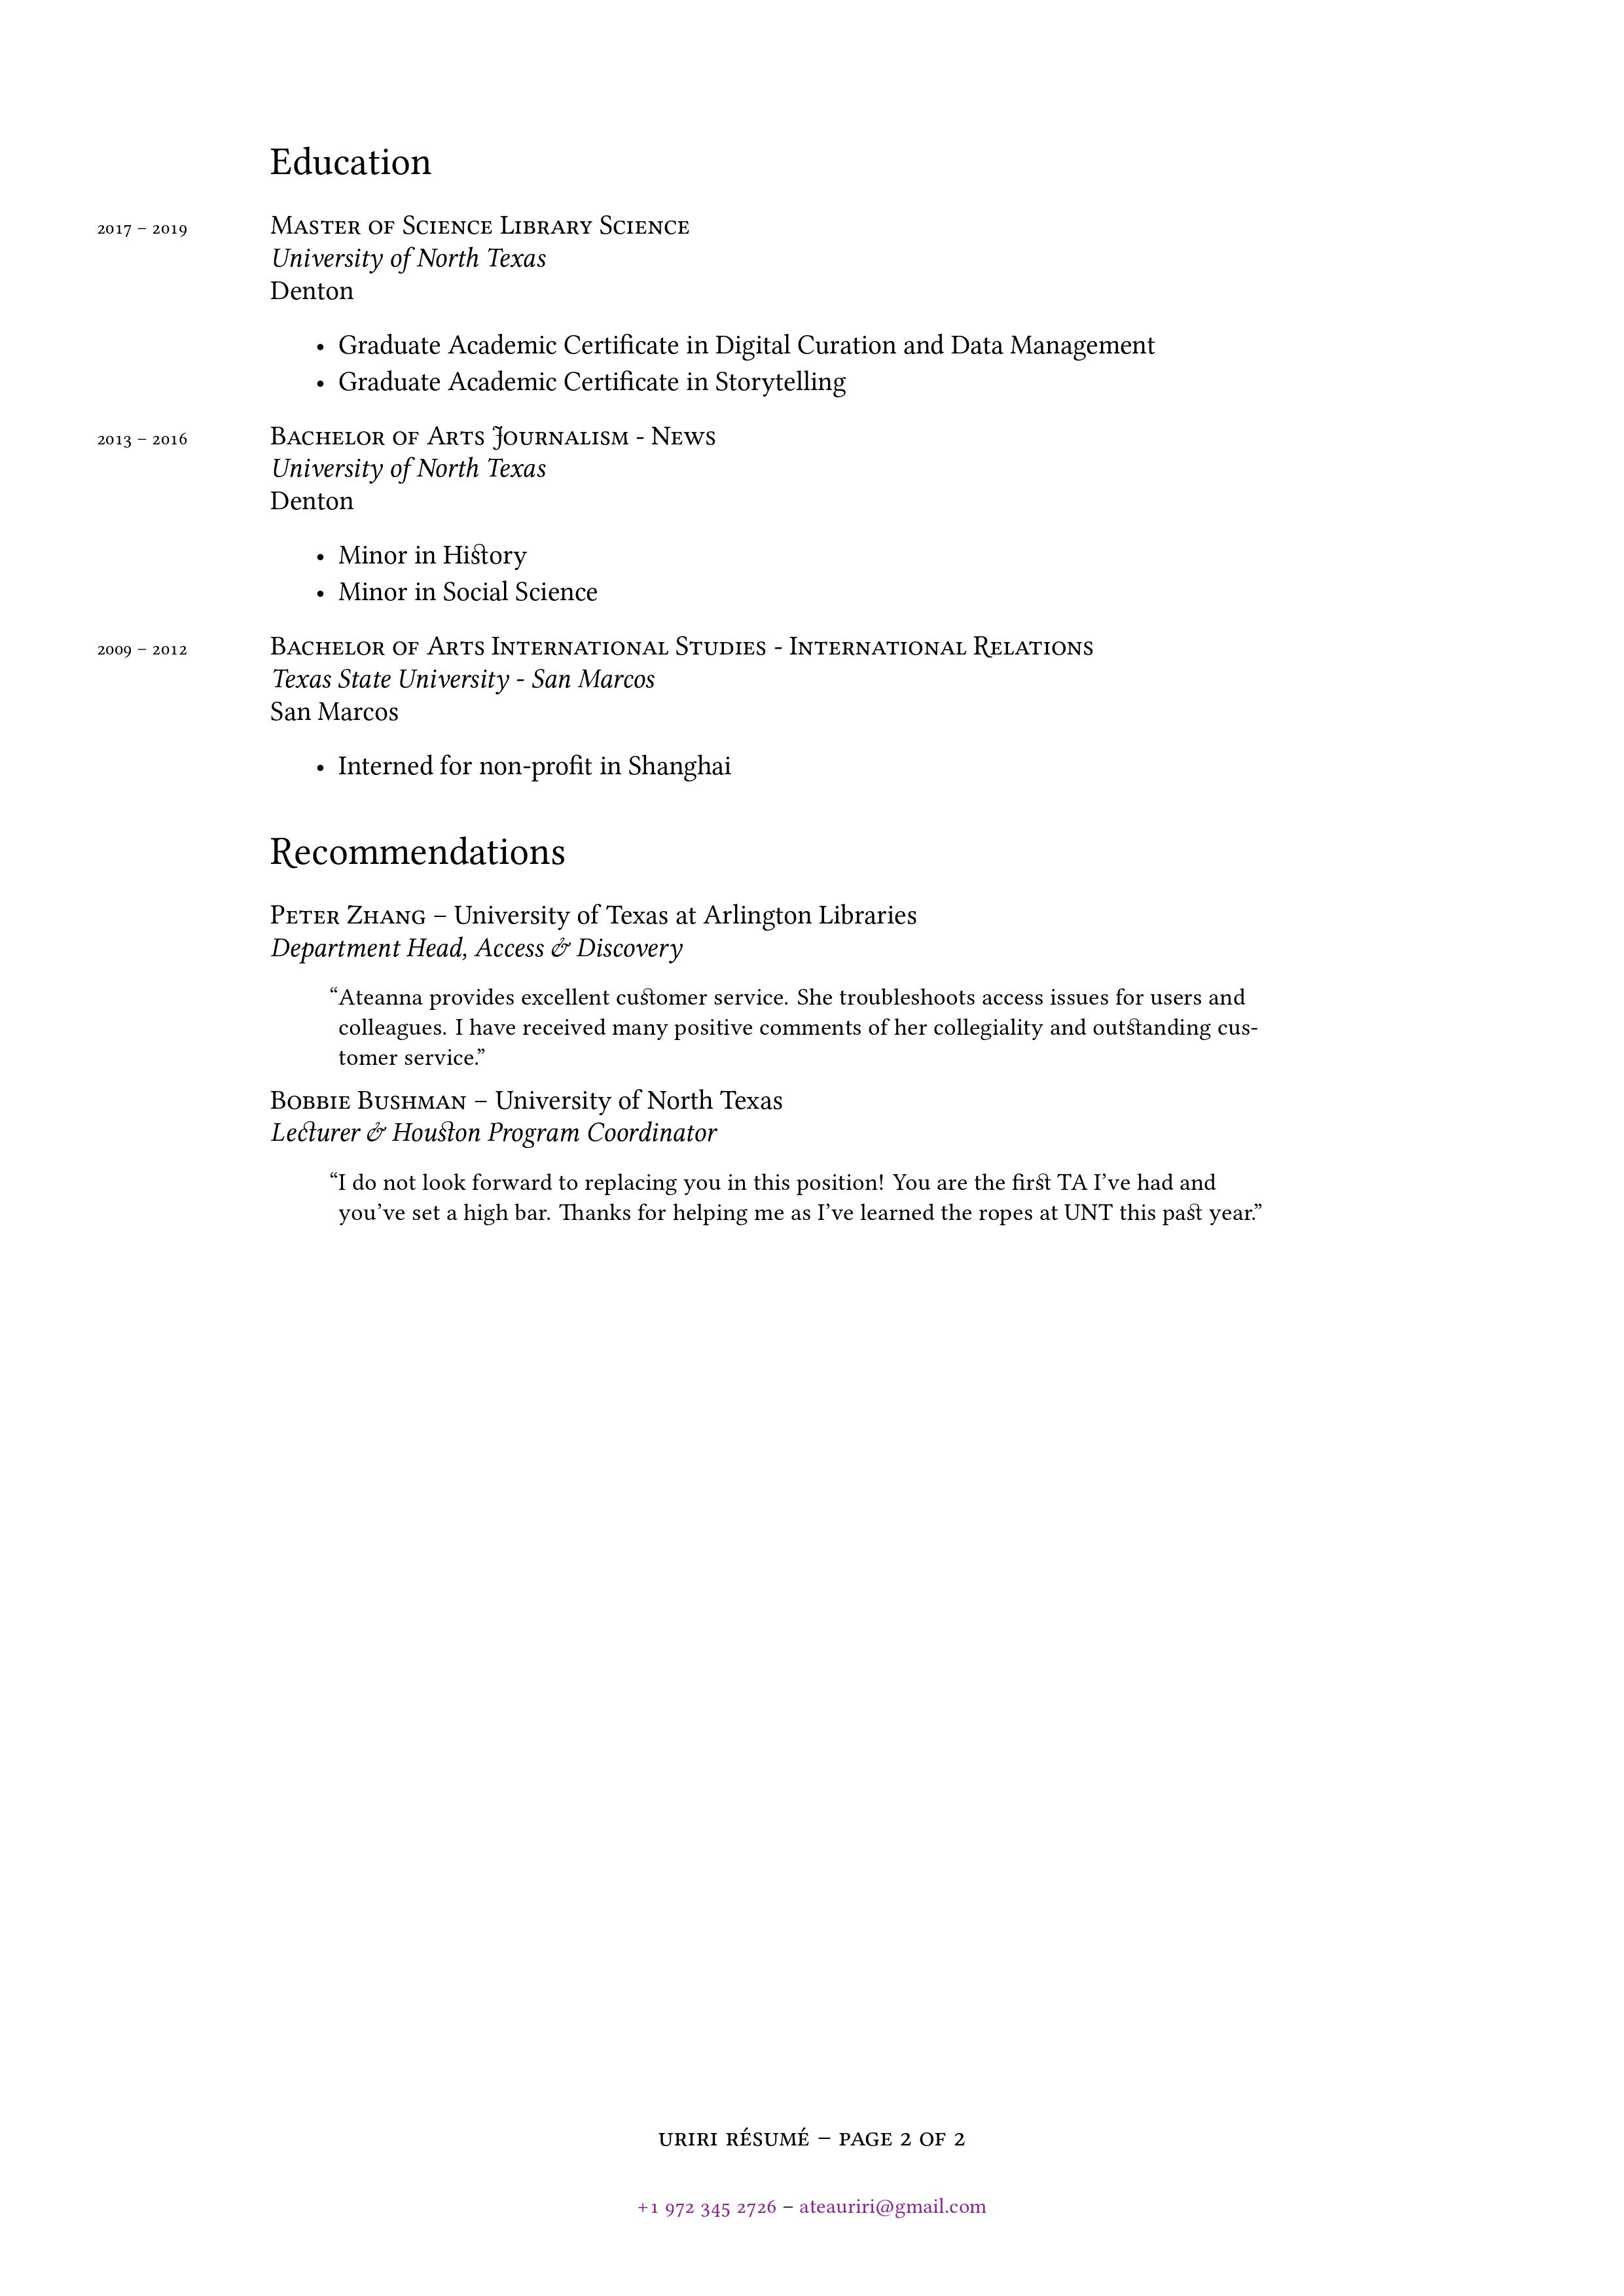 Education
2017 – 2019 Master of Science Library Science
University of North Texas
Denton
• Graduate Academic Certificate in Digital Curation and Data Management
• Graduate Academic Certificate in Storytelling
2013 – 2016 Bachelor of Arts Journalism - News
University of North Texas
Denton
• Minor in History
• Minor in Social Science
2009 – 2012 Bachelor of Arts International Studies - International Relations
Texas State University - San Marcos
San Marcos
• Interned for non-profit in Shanghai
Recommendations
Peter Zhang – University of Texas at Arlington Libraries
Department Head, Access & Discovery
“Ateanna provides excellent customer service. She troubleshoots access issues for users and
colleagues. I have received many positive comments of her collegiality and outstanding cus-
tomer service.”
Bobbie Bushman – University of North Texas
Lecturer & Houston Program Coordinator
“I do not look forward to replacing you in this position! You are the first TA I’ve had and
you’ve set a high bar. Thanks for helping me as I’ve learned the ropes at UNT this past year.”
uriri résumé – page 2 of 2
+1 972 345 2726 – ateauriri@gmail.com